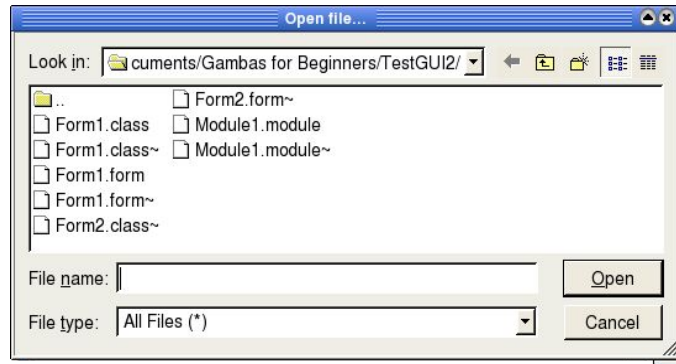 Open file...
Look in: cuments/Gambas for Beginners/TestGUI2/
..
Form1.class
Form1.class~
Form1.form
Form1.form~
Form2.class~
Form2.form~
Module1.module
Module1.module~
File name:
Open
File type: All Files (*)
Cancel